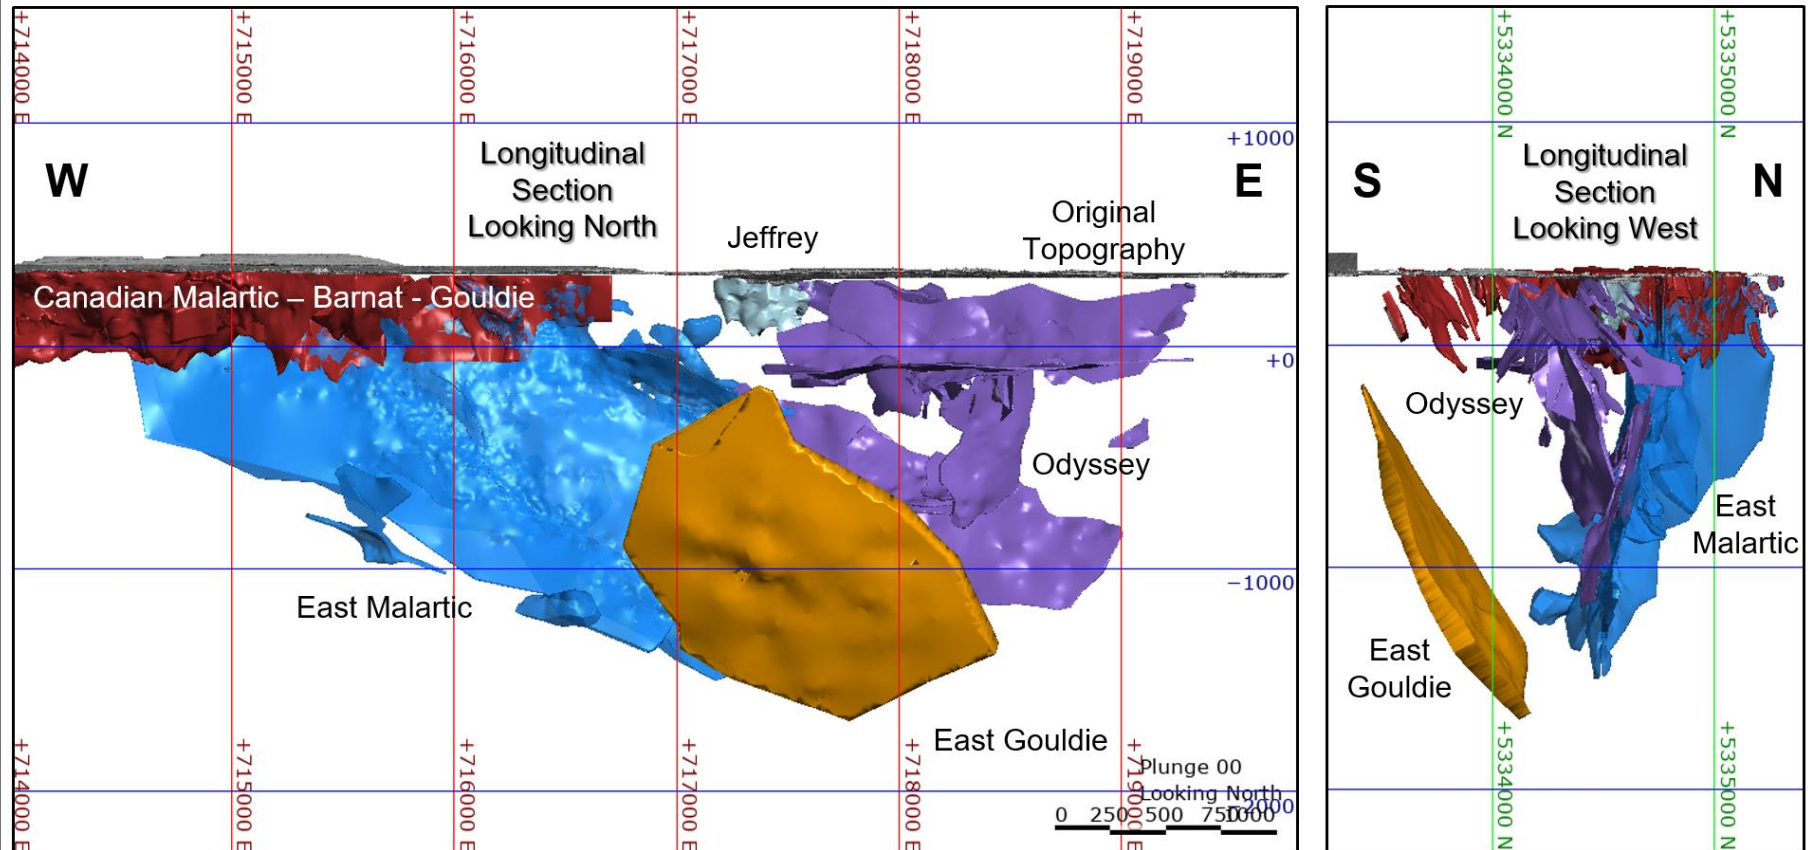 +714000 E
+715000 E
+716000 E
+717000 E
+718000 E
+719000 E
+1000
W
Longitudinal
Section
Looking North
E
Jeffrey
Original
Topography
Canadian Malartic – Barnat - Gouldie
+0
Odyssey
-1000
East Malartic
East Gouldie
+714000 E
+715000 E
+716000 E
+717000 E
+718000 E
+719000 E
Plunge 00
Looking North
-2000
0 250 500 750 1000
+5334000 N
+5335000 N
S
Longitudinal
Section
Looking West
N
Odyssey
East
Malartic
East
Gouldie
+5334000 N
+5335000 N